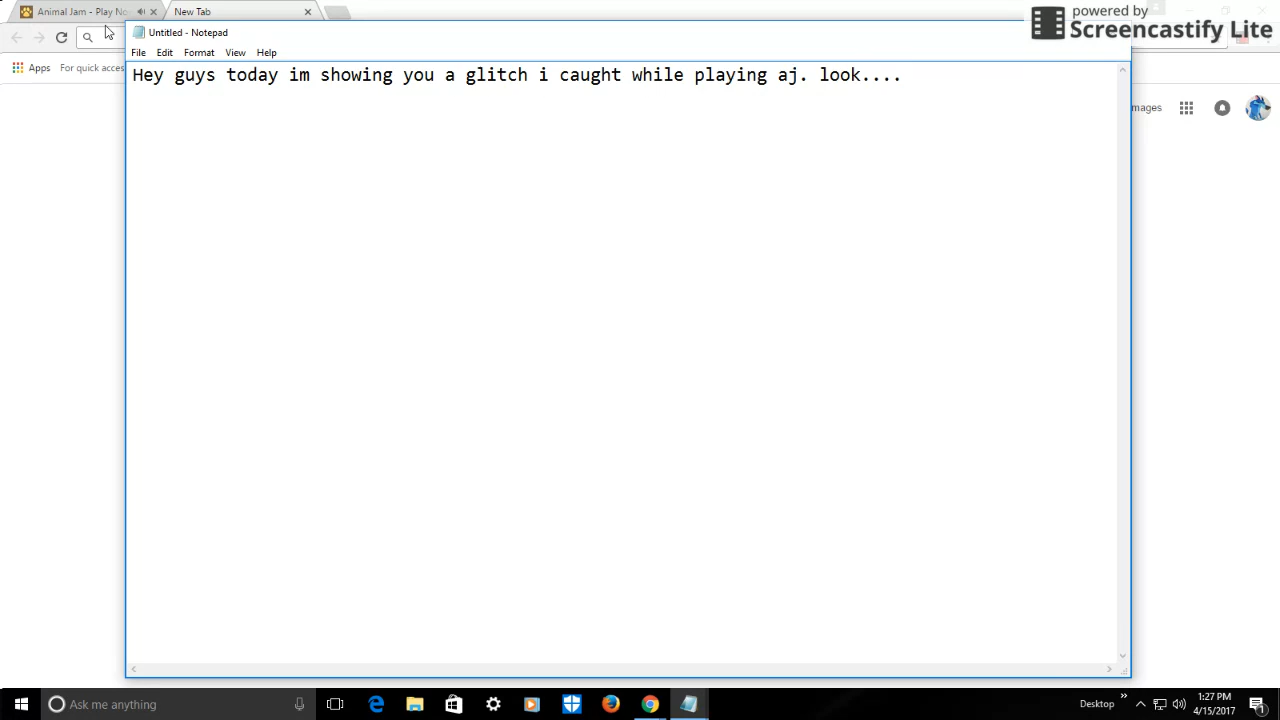 Animal Jam - Play No
New Tab
powered by
Screencastify Lite
Untitled - Notepad
File Edit Format View Help
Apps
For quick acces
Hey guys today im showing you a glitch i caught while playing aj. look....
mages
Ask me anything
Desktop
1:27 PM
4/15/2017
1